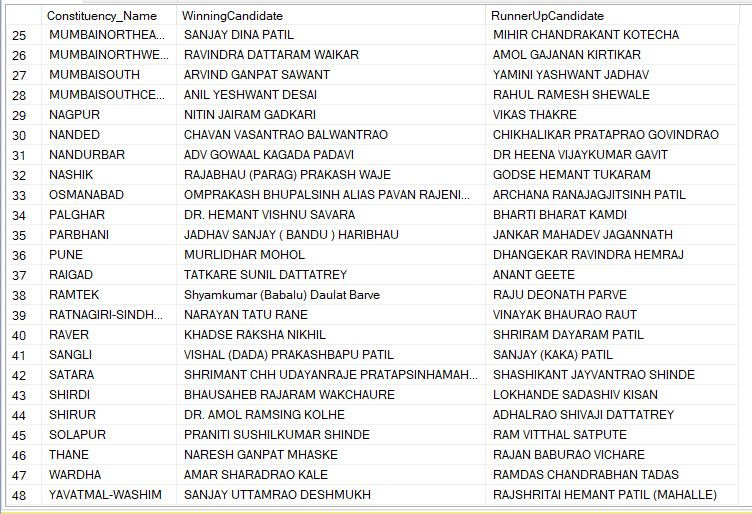 Constituency_Name WinningCandidate RunnerUpCandidate
25 MUMBAINORTHEA... SANJAY DINA PATIL MIHIR CHANDRAKANT KOTECHA
26 MUMBAINORTHWE... RAVINDRA DATTARAM WAIKAR AMOL GAJANAN KIRTIKAR
27 MUMBAISOUTH ARVIND GANPAT SAWANT YAMINI YASHWANT JADHAV
28 MUMBAISOUTHCE... ANIL YESHWANT DESAI RAHUL RAMESH SHEWALE
29 NAGPUR NITIN JAIRAM GADKARI VIKAS THAKRE
30 NANDED CHAVAN VASANTRAO BALWANTRAO CHIKHALIKAR PRATAPRAO GOVINDRAO
31 NANDURBAR ADV GOWAAL KAGADA PADAVI DR HEENA VIJAYKUMAR GAVIT
32 NASHIK RAJABHAU (PARAG) PRAKASH WAJE GODSE HEMANT TUKARAM
33 OSMANABAD OMPRAKASH BHUPALSINH ALIAS PAVAN RAJENI... ARCHANA RANAJAGJITSINH PATIL
34 PALGHAR DR. HEMANT VISHNU SAVARA BHARTI BHARAT KAMDI
35 PARBHANI JADHAV SANJAY ( BANDU ) HARIBHAU JANKAR MAHADEV JAGANNATH
36 PUNE MURLIDHAR MOHOL DHANGEKAR RAVINDRA HEMRAJ
37 RAIGAD TATKARE SUNIL DATTATREY ANANT GEETE
38 RAMTEK Shyamkumar (Babalu) Daulat Barve RAJU DEONATH PARVE
39 RATNAGIRI-SINDH... NARAYAN TATU RANE VINAYAK BHAURAO RAUT
40 RAVER KHADSE RAKSHA NIKHIL SHRIRAM DAYARAM PATIL
41 SANGLI VISHAL (DADA) PRAKASHBAPU PATIL SANJAY (KAKA) PATIL
42 SATARA SHRIMANT CHH UDAYANRAJE PRATAPSINHAMAH... SHASHIKANT JAYVANTRAO SHINDE
43 SHIRDI BHAUSAHEB RAJARAM WAKCHAURE LOKHANDE SADASHIV KISAN
44 SHIRUR DR. AMOL RAMSING KOLHE ADHALRAO SHIVAJI DATTATREY
45 SOLAPUR PRANITI SUSHILKUMAR SHINDE RAM VITTHAL SATPUTE
46 THANE NARESH GANPAT MHASKE RAJAN BABURAO VICHARE
47 WARDHA AMAR SHARADRAO KALE RAMDAS CHANDRABHAN TADAS
48 YAVATMAL-WASHIM SANJAY UTTAMRAO DESHMUKH RAJSHRITAI HEMANT PATIL (MAHALLE)